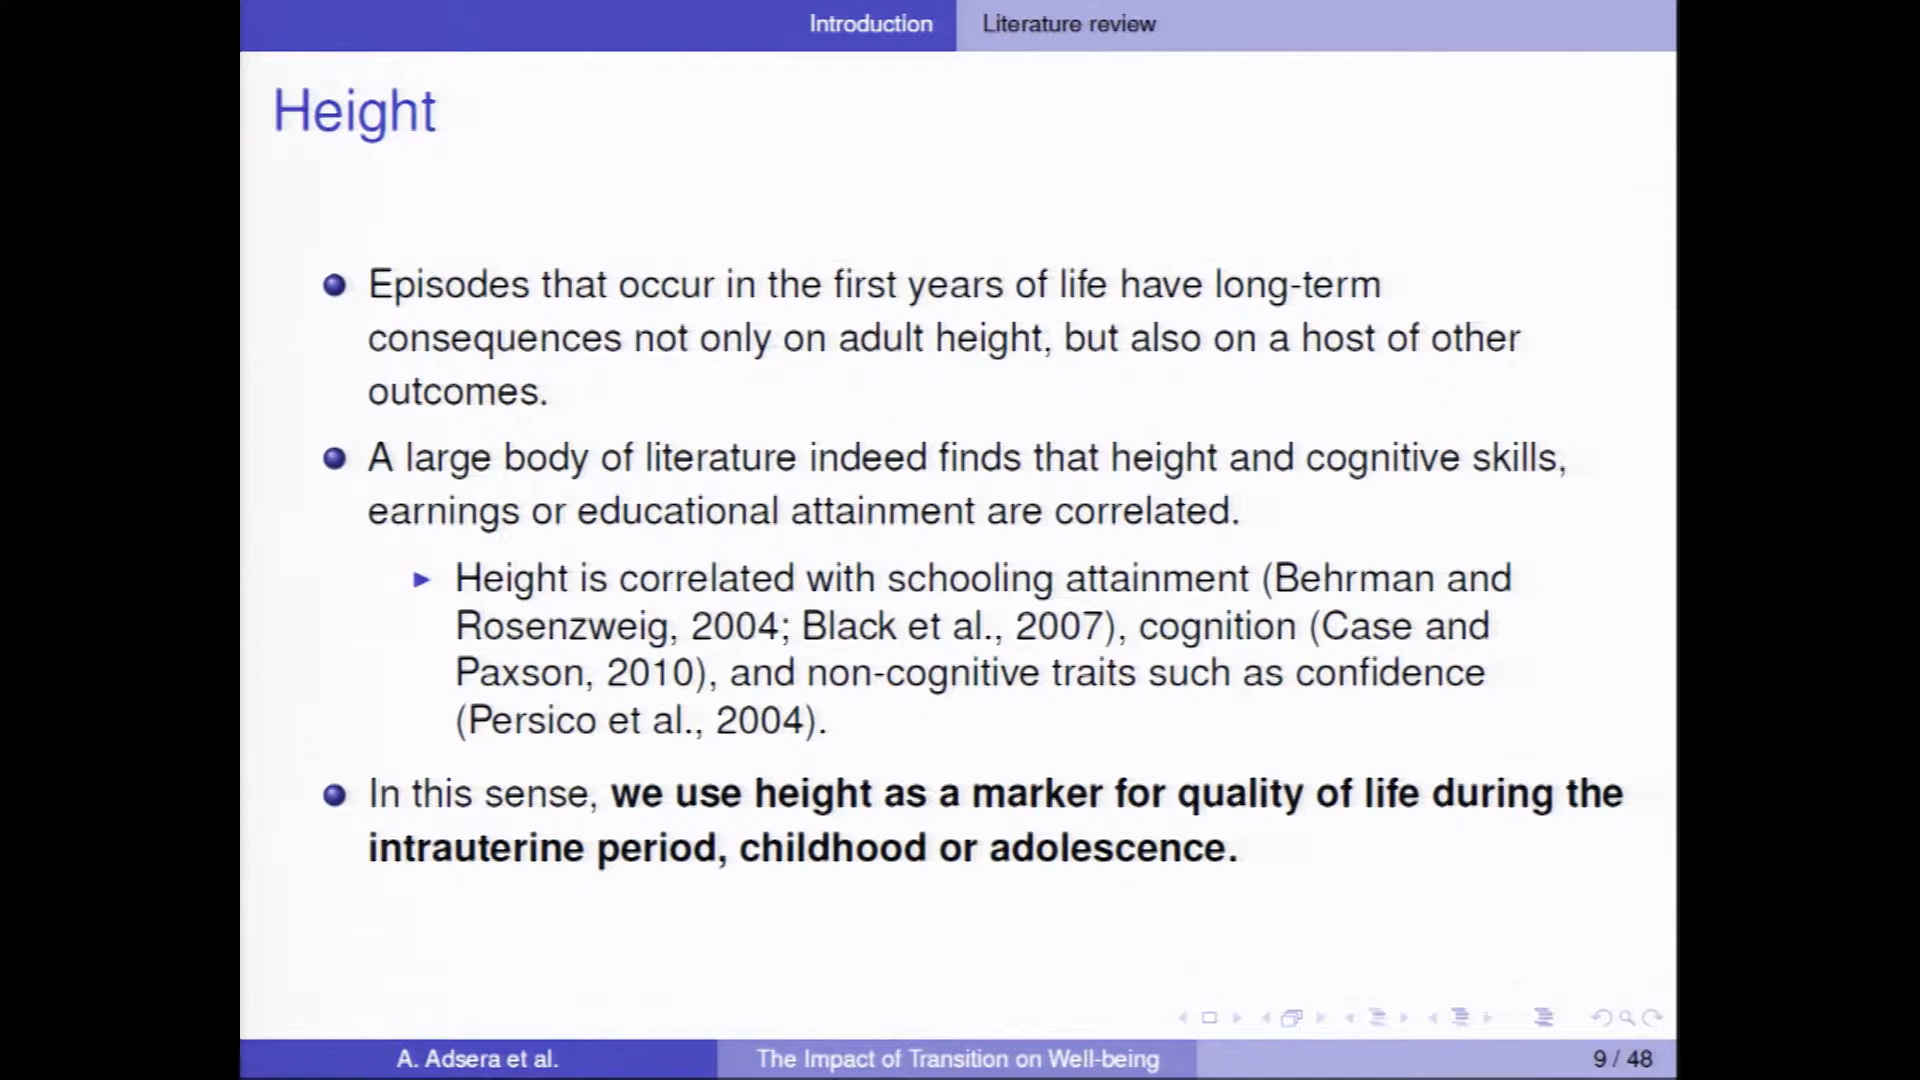 Introduction Literature review
Height
Episodes that occur in the first years of life have long-term
consequences not only on adult height, but also on a host of other
outcomes.
A large body of literature indeed finds that height and cognitive skills,
earnings or educational attainment are correlated.
Height is correlated with schooling attainment (Behrman and
Rosenzweig, 2004; Black et al., 2007), cognition (Case and
Paxson, 2010), and non-cognitive traits such as confidence
(Persico et al., 2004).
In this sense, we use height as a marker for quality of life during the
intrauterine period, childhood or adolescence.
A. Adsera et al. The Impact of Transition on Well-being 9 / 48